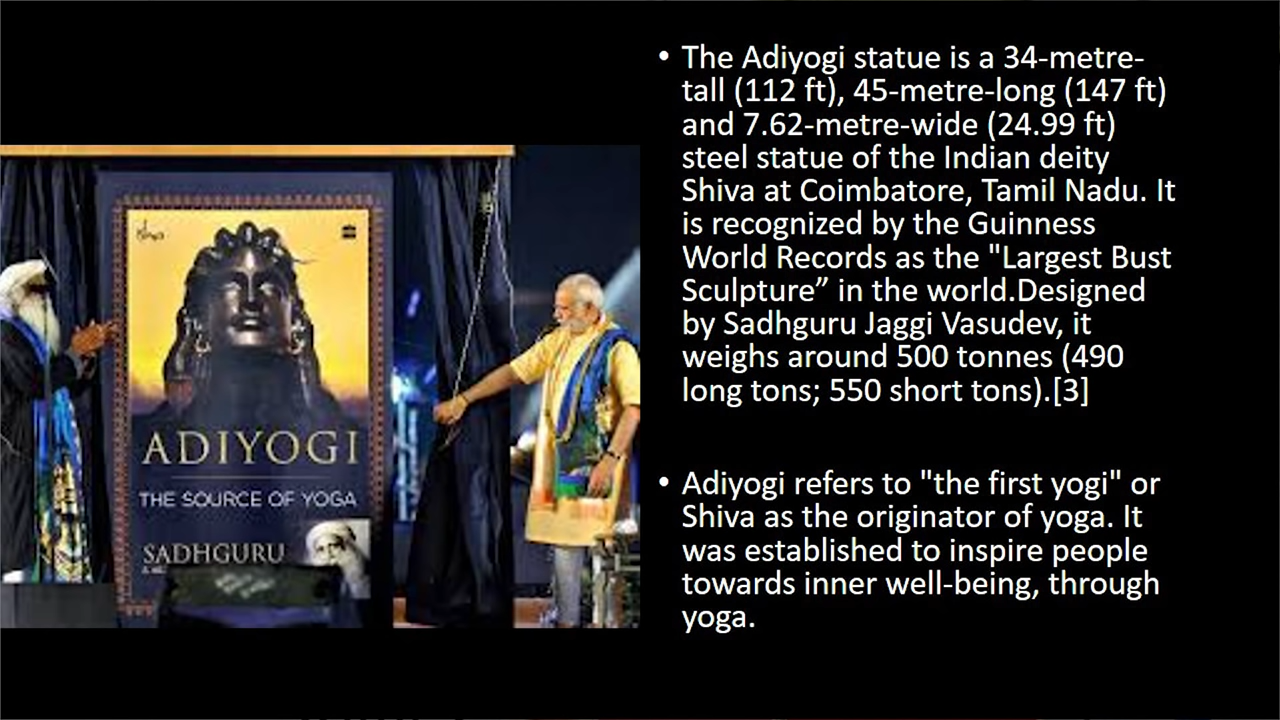 ADIYOGI
THE SOURCE OF YOGA
SADHGURU
• The Adiyogi statue is a 34-metre-
tall (112 ft), 45-metre-long (147 ft)
and 7.62-metre-wide (24.99 ft)
steel statue of the Indian deity
Shiva at Coimbatore, Tamil Nadu. It
is recognized by the Guinness
World Records as the "Largest Bust
Sculpture” in the world.Designed
by Sadhguru Jaggi Vasudev, it
weighs around 500 tonnes (490
long tons; 550 short tons).[3]
• Adiyogi refers to "the first yogi" or
Shiva as the originator of yoga. It
was established to inspire people
towards inner well-being, through
yoga.